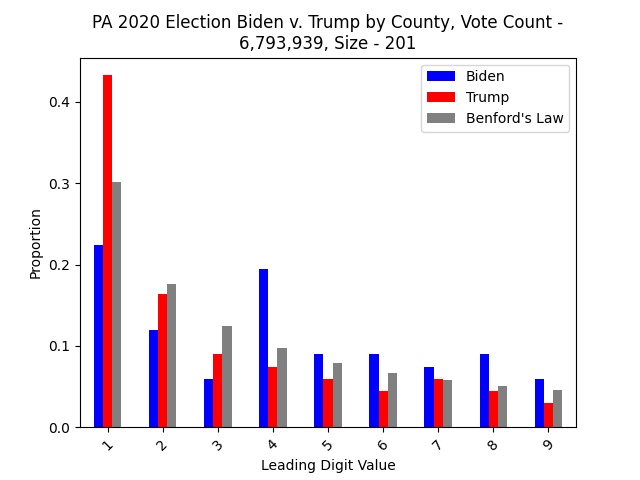 PA 2020 Election Biden v. Trump by County, Vote Count -
6,793,939, Size - 201
Biden
Trump
Benford's Law
Proportion
0.4
0.3
0.2
0.1
0.0
1 2 3 4 5 6 7 8 9
Leading Digit Value